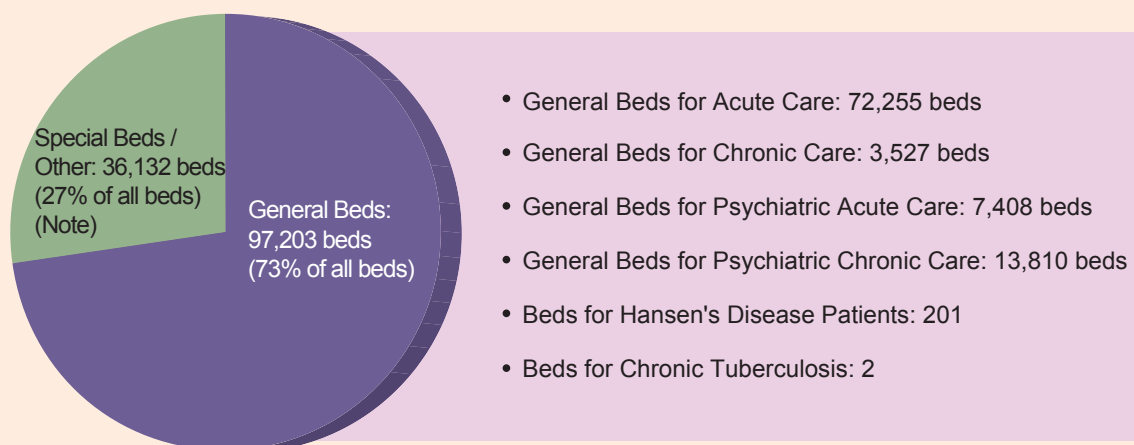 Special Beds /
Other: 36,132 beds
(27% of all beds)
(Note)
General Beds:
97,203 beds
(73% of all beds)
• General Beds for Acute Care: 72,255 beds
• General Beds for Chronic Care: 3,527 beds
• General Beds for Psychiatric Acute Care: 7,408 beds
• General Beds for Psychiatric Chronic Care: 13,810 beds
• Beds for Hansen's Disease Patients: 201
• Beds for Chronic Tuberculosis: 2